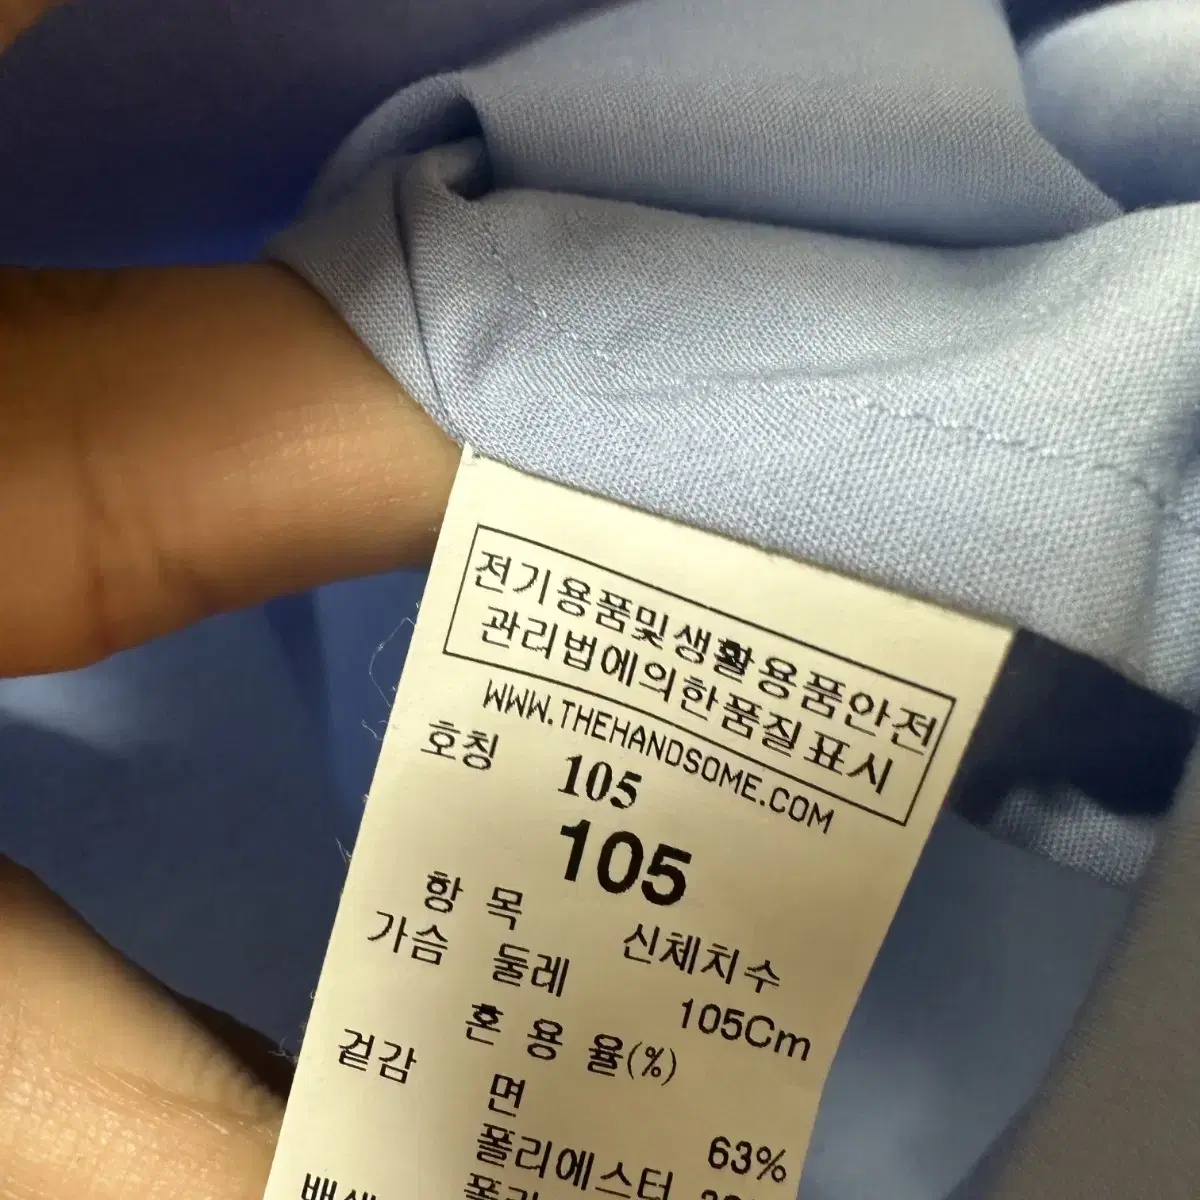 전기용품및생활용품안전
관리법에의한품질표시
WWW.THEHANDSOME.COM
호칭 105
105
항 목 신체치수
가슴 둘레 105Cm
혼 용 율(%)
겉감
면 63%
폴리에스터